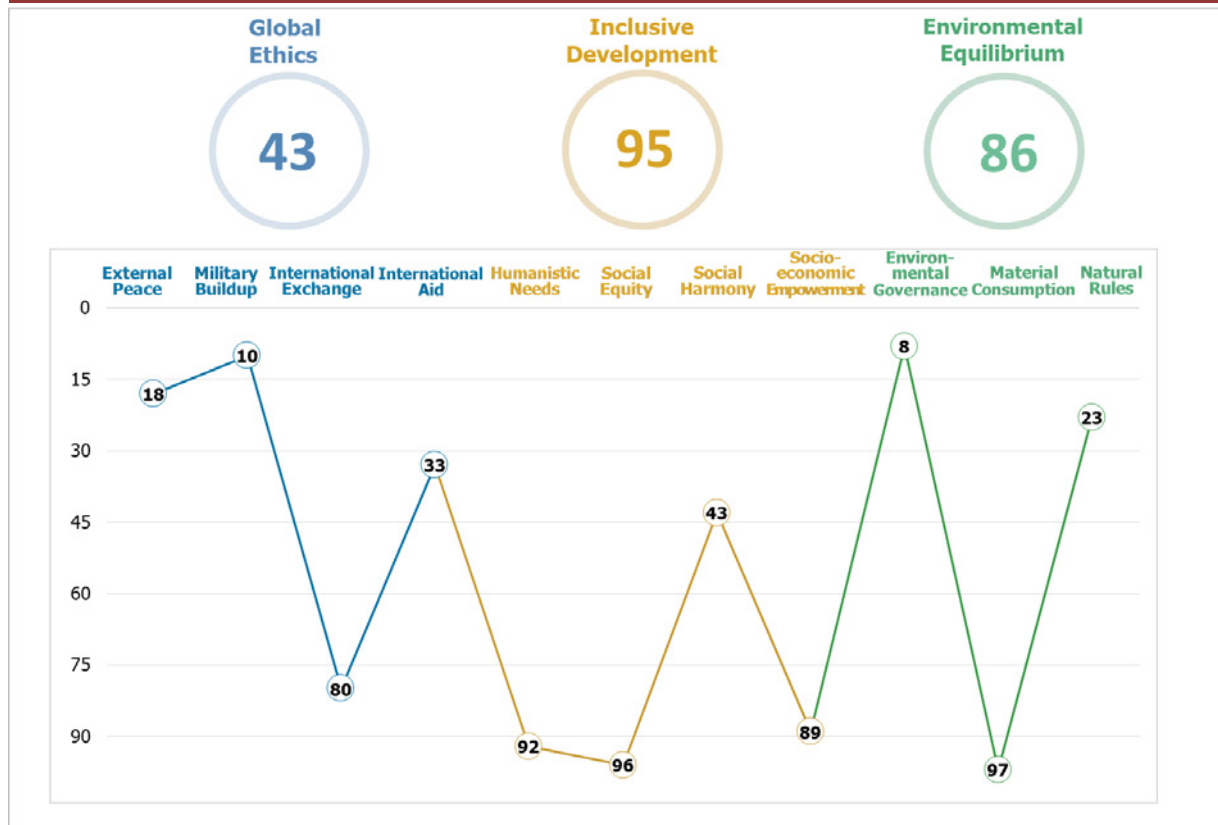 Global
Ethics
43
Inclusive
Development
95
Environmental
Equilibrium
86
External
Peace
Military
Buildup
International
Exchange
International
Aid
Humanistic
Needs
Social
Equity
Social
Harmony
Socio-
economic
Empowerment
Environ-
mental
Governance
Material
Consumption
Natural
Rules
0
15
30
45
60
75
90
18
10
80
33
92
96
43
89
8
97
23